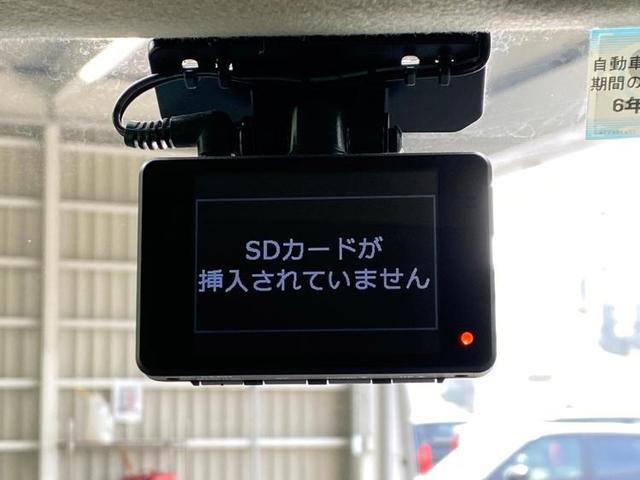 自動車
期間の
6年
SDカードが
挿入されていません